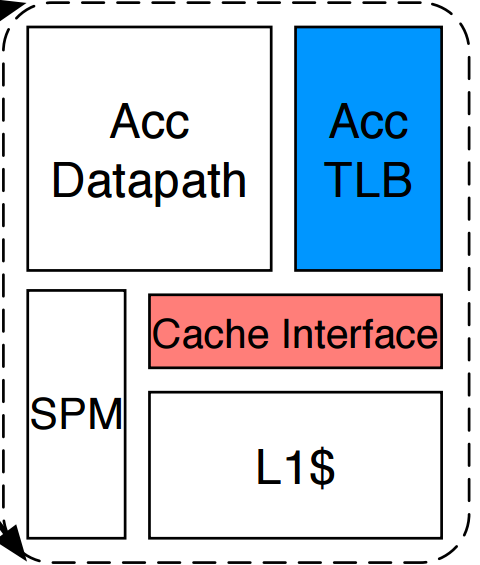 Acc
Datapath
Acc
TLB
Cache Interface
SPM
L1$